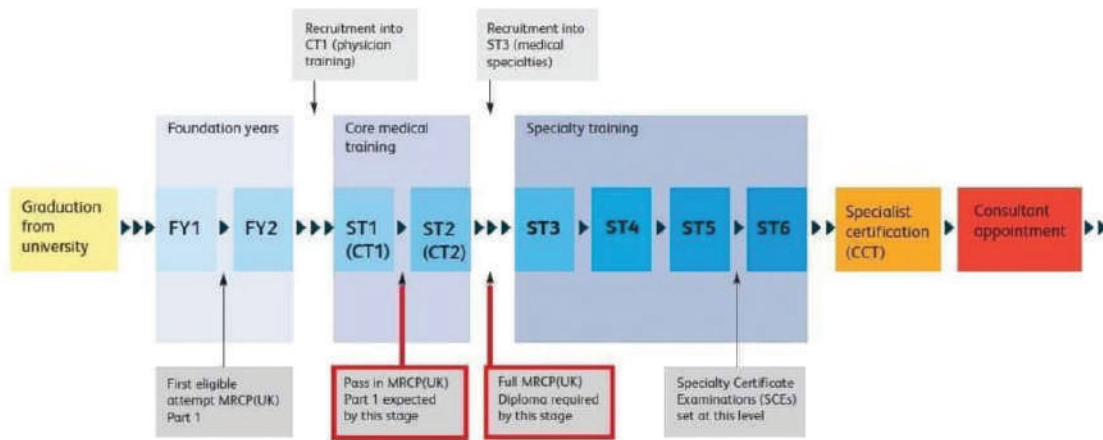 Recruitment into
CT1 (physician
training)
Recruitment into
ST3 (medical
specialties)
Foundation years
Core medical
training
Specialty training
Graduation
from
university
FY1
FY2
ST1
(CT1)
ST2
(CT2)
ST3
ST4
ST5
ST6
Specialist
certification
(CCT)
Consultant
appointment
First eligible
attempt MRCP(UK)
Part 1
Pass in MRCP(UK)
Part 1 expected
by this stage
Full MRCP(UK)
Diploma required
by this stage
Specialty Certificate
Examinations (SCEs)
set at this level